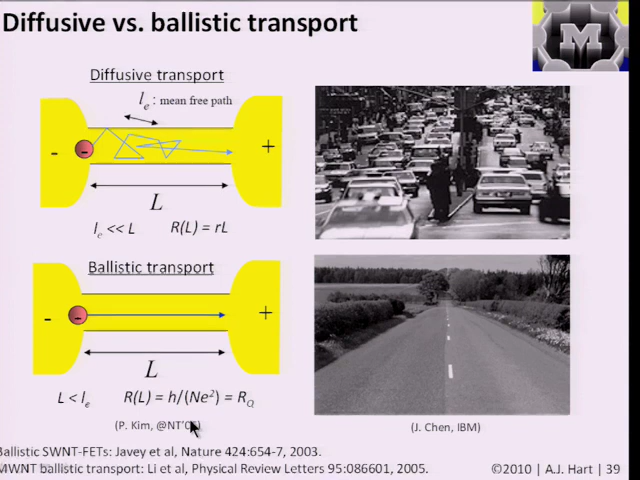 Diffusive vs. ballistic transport
M
Diffusive transport
le : mean free path
- - +
L
le << L R(L) = rL
Ballistic transport
- - +
L
L < le R(L) = h/(Ne²) = RQ
(P. Kim, @NT'0
(J. Chen, IBM)
Ballistic SWNT-FETs: Javey et al, Nature 424:654-7, 2003.
MWNT ballistic transport: Li et al, Physical Review Letters 95:086601, 2005.
©2010 | A.J. Hart | 39